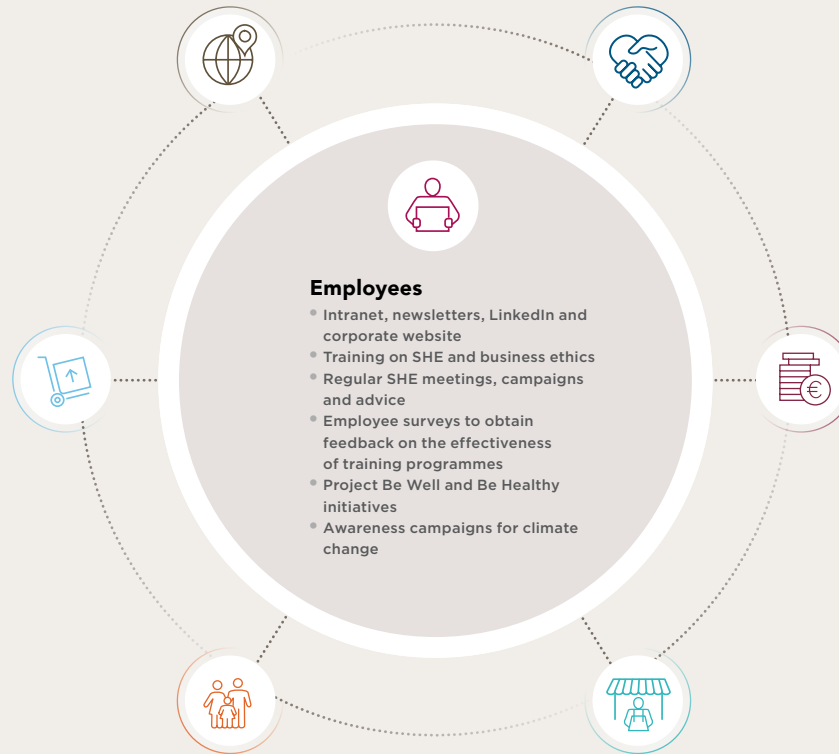 Employees
• Intranet, newsletters, LinkedIn and
corporate website
• Training on SHE and business ethics
• Regular SHE meetings, campaigns
and advice
• Employee surveys to obtain
feedback on the effectiveness
of training programmes
• Project Be Well and Be Healthy
initiatives
• Awareness campaigns for climate
change
€